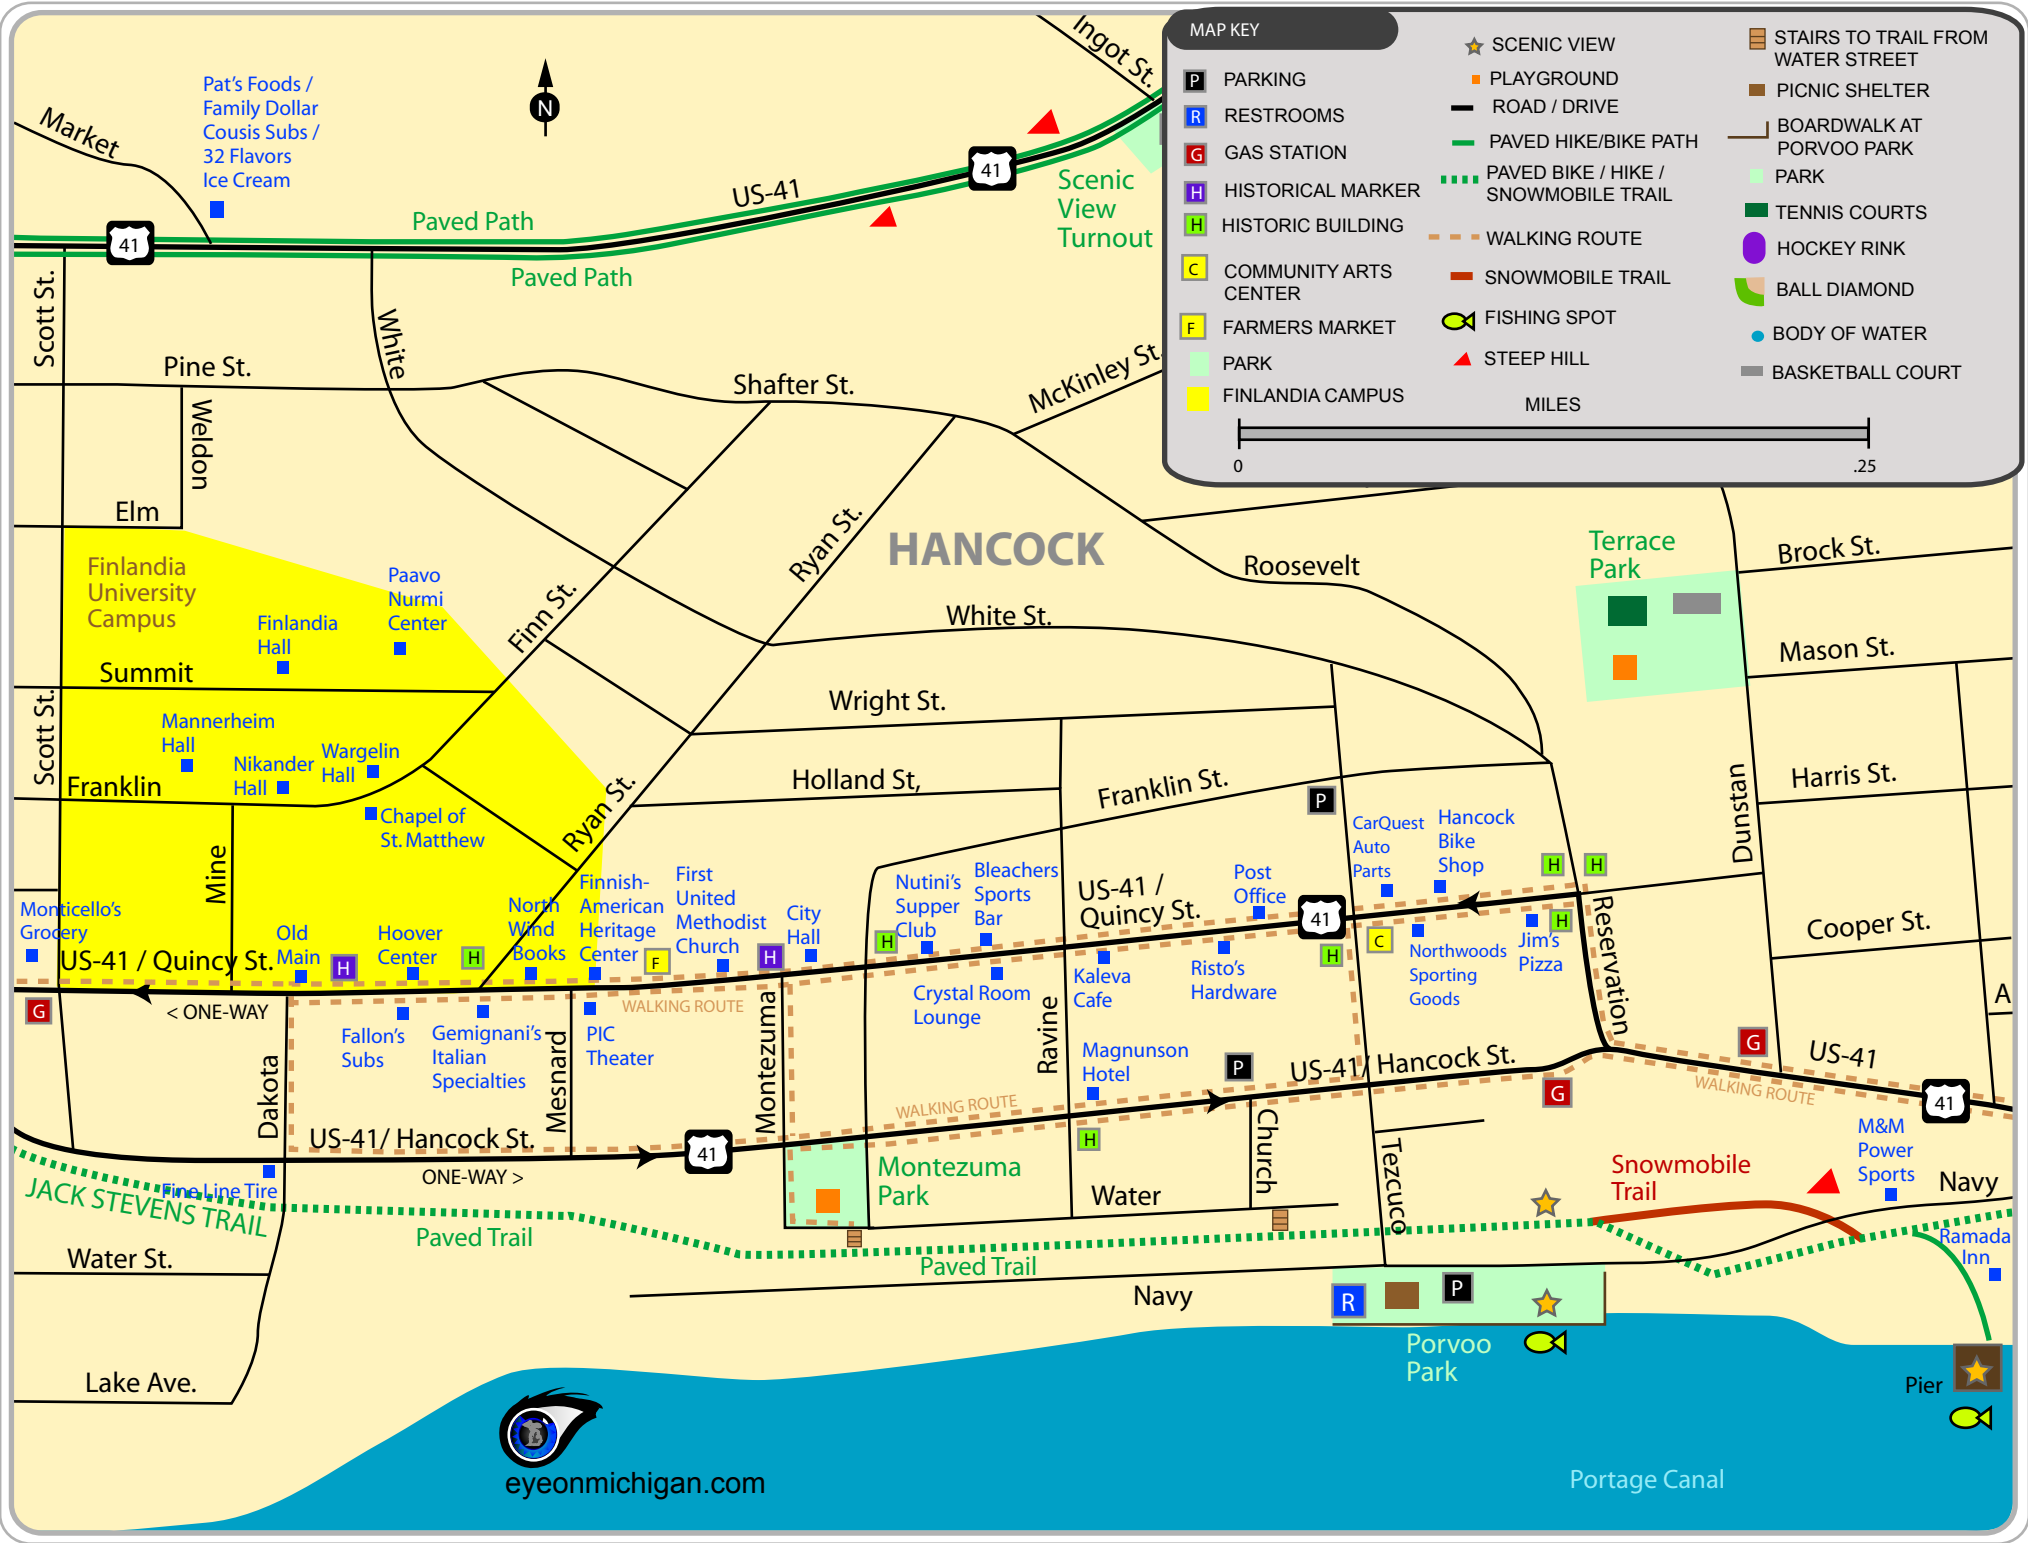 MAP KEY
P PARKING
R RESTROOMS
G GAS STATION
H HISTORICAL MARKER
H HISTORIC BUILDING
C COMMUNITY ARTS
CENTER
F FARMERS MARKET
PARK
FINLANDIA CAMPUS
SCENIC VIEW
PLAYGROUND
ROAD / DRIVE
PAVED HIKE/BIKE PATH
PAVED BIKE / HIKE /
SNOWMOBILE TRAIL
WALKING ROUTE
SNOWMOBILE TRAIL
FISHING SPOT
STEEP HILL
STAIRS TO TRAIL FROM
WATER STREET
PICNIC SHELTER
BOARDWALK AT
PORVOO PARK
PARK
TENNIS COURTS
HOCKEY RINK
BALL DIAMOND
BODY OF WATER
BASKETBALL COURT
MILES
0
.25
Ingot St.
Market
Pat's Foods /
Family Dollar
Cousis Subs /
32 Flavors
Ice Cream
N
41
US-41
41
Paved Path
Paved Path
Scenic
View
Turnout
Scott St.
White
Pine St.
Shafter St.
McKinley St.
Weldon
Elm
HANCOCK
Ryan St.
Roosevelt
Terrace
Park
Brock St.
Finlandia
University
Campus
Paavo
Nurmi
Center
Finlandia
Hall
Finn St.
White St.
Mason St.
Summit
Scott St.
Wright St.
Mannerheim
Hall
Nikander
Hall
Wargelin
Hall
Franklin
Chapel of
St. Matthew
Holland St,
Franklin St.
P
Harris St.
Dunstan
Ryan St.
Mine
CarQuest
Auto
Parts
Hancock
Bike
Shop
H
H
H
Monticello's
Grocery
US-41 / Quincy St.
Old
Main
H
Hoover
Center
H
North
Wind
Books
Finnish-
American
Heritage
Center
F
First
United
Methodist
Church
H
City
Hall
H
Nutini's
Supper
Club
Bleachers
Sports
Bar
US-41 /
Quincy St.
Post
Office
41
H
C
Northwoods
Sporting
Goods
Jim's
Pizza
Reservation
Cooper St.
A
G
< ONE-WAY
WALKING ROUTE
Crystal Room
Lounge
Kaleva
Cafe
Risto's
Hardware
Fallon's
Subs
Gemignani's
Italian
Specialties
PIC
Theater
Dakota
Mesnard
Montezuma
Ravine
Magnunson
Hotel
P
US-41/ Hancock St.
G
G
US-41
WALKING ROUTE
41
WALKING ROUTE
US-41/ Hancock St.
ONE-WAY >
41
H
Church
Tezcuco
M&M
Power
Sports
Navy
Snowmobile
Trail
Montezuma
Park
Water
Fine Line Tire
JACK STEVENS TRAIL
Paved Trail
Paved Trail
Water St.
Navy
R
P
Ramada
Inn
Porvoo
Park
Pier
Lake Ave.
eyeonmichigan.com
Portage Canal